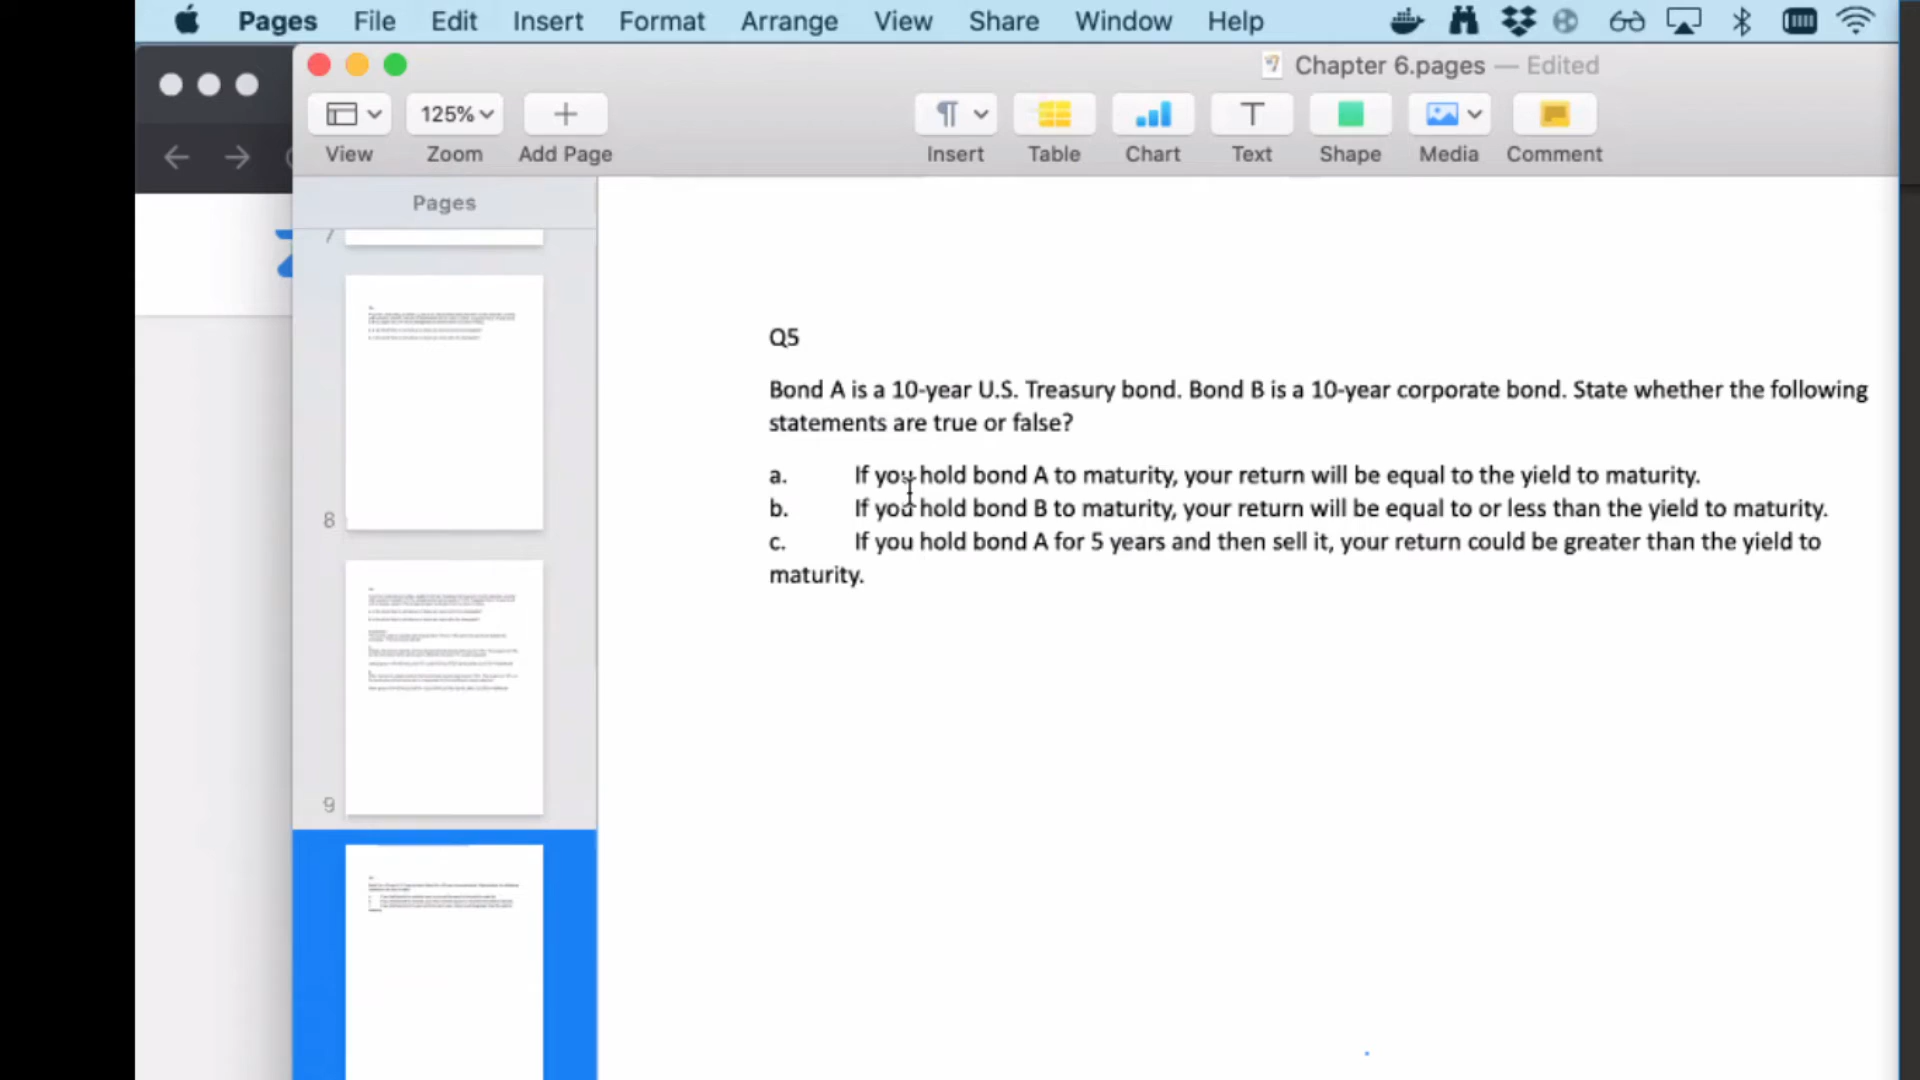 Pages File Edit Insert Format Arrange View Share Window Help
Chapter 6.pages — Edited
125%
View Zoom Add Page Insert Table Chart Text Shape Media Comment
Pages
7
8
9
Q5
Bond A is a 10-year U.S. Treasury bond. Bond B is a 10-year corporate bond. State whether the following
statements are true or false?
a. If you hold bond A to maturity, your return will be equal to the yield to maturity.
b. If you hold bond B to maturity, your return will be equal to or less than the yield to maturity.
c. If you hold bond A for 5 years and then sell it, your return could be greater than the yield to
maturity.